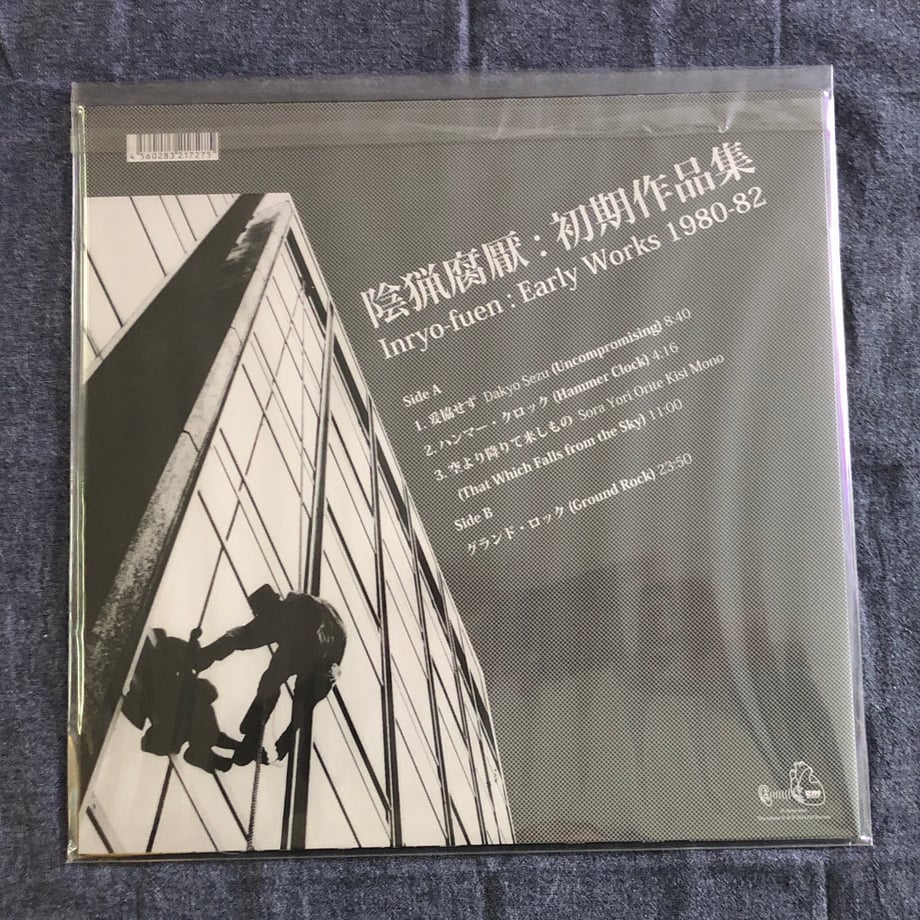 4 560283 217275
陰猟腐厭 : 初期作品集
Inryo-fuen : Early Works 1980-82
Side A
1. 妥協せず Dakyo Sezu (Uncompromising) 8:40
2. ハンマー・クロック (Hammer Clock) 4:16
3. 空より降りて来しもの Sora Yori Orite Kisi Mono
(That Which Falls from the Sky) 11:00
Side B
グランド・ロック (Ground Rock) 23:50